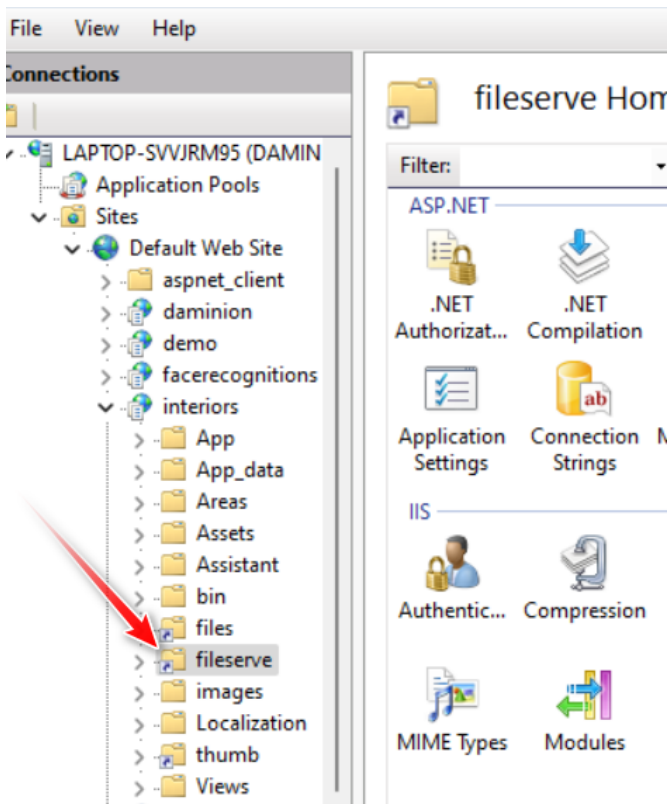 File View Help
Connections
LAPTOP-SVVJRM95 (DAMIN
Application Pools
Sites
Default Web Site
aspnet_client
daminion
demo
facerecognitions
interiors
App
App_data
Areas
Assets
Assistant
bin
files
fileserve
images
Localization
thumb
Views
fileserve Hom
Filter:
ASP.NET
.NET Authorizat...
.NET Compilation
Application Settings
Connection Strings
M
IIS
Authentic...
Compression
MIME Types
Modules
ab